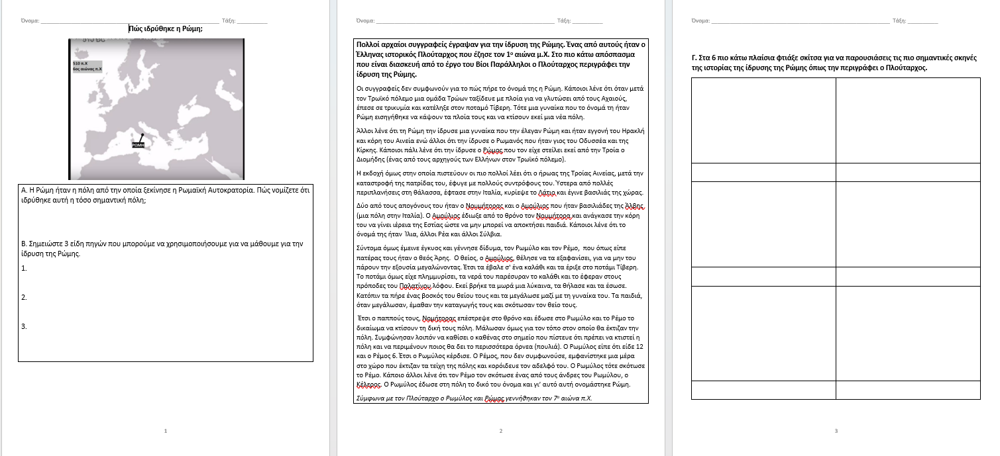 Όνομα: ________________________ Τάξη: __________
Πώς ιδρύθηκε η Ρώμη;
510 BC
510 π.Χ
6ος αιώνας π.Χ
ΡΩΜΗ
Α. Η Ρώμη ήταν η πόλη από την οποία ξεκίνησε η Ρωμαϊκή Αυτοκρατορία. Πώς νομίζετε ότι
ιδρύθηκε αυτή η τόσο σημαντική πόλη;
Β. Σημειώστε 3 είδη πηγών που μπορούμε να χρησιμοποιήσουμε για να μάθουμε για την
ίδρυση της Ρώμης.
1.
2.
3.
1
Όνομα: ________________________ Τάξη: __________
Πολλοί αρχαίοι συγγραφείς έγραψαν για την ίδρυση της Ρώμης. Ένας από αυτούς ήταν ο
Έλληνας ιστορικός Πλούταρχος που έζησε τον 1ο αιώνα μ.Χ. Στο πιο κάτω απόσπασμα
που είναι διασκευή από το έργο του Βίοι Παράλληλοι ο Πλούταρχος περιγράφει την
ίδρυση της Ρώμης.
Οι συγγραφείς δεν συμφωνούν για το πώς πήρε το όνομά της η Ρώμη. Κάποιοι λένε ότι όταν μετά
τον Τρωϊκό πόλεμο μια ομάδα Τρώων ταξίδευε με πλοία για να γλυτώσει από τους Αχαιούς,
έπεσε σε τρικυμία και κατέληξε στον ποταμό Τίβερη. Τότε μια γυναίκα που το όνομά τη ήταν
Ρώμη εισηγήθηκε να κάψουν τα πλοία τους και να κτίσουν εκεί μια νέα πόλη.
Άλλοι λένε ότι τη Ρώμη την ίδρυσε μια γυναίκα που την έλεγαν Ρώμη και ήταν εγγονή του Ηρακλή
και κόρη του Αινεία ενώ άλλοι ότι την ίδρυσε ο Ρωμανός που ήταν γιος του Οδυσσέα και της
Κίρκης. Κάποιοι πάλι λένε ότι την ίδρυσε ο Ρώμος που τον είχε στείλει εκεί από την Τροία ο
Διομήδης (ένας από τους αρχηγούς των Ελλήνων στον Τρωϊκό πόλεμο).
Η εκδοχή όμως στην οποία πιστεύουν οι πιο πολλοί λέει ότι ο ήρωας της Τροίας Αινείας, μετά την
καταστροφή της πατρίδας του, έφυγε με πολλούς συντρόφους του. Ύστερα από πολλές
περιπλανήσεις στη θάλασσα, έφτασε στην Ιταλία, κυρίεψε το Λάτιο και έγινε βασιλιάς της χώρας.
Δύο από τους απογόνους του ήταν ο Νουμήτορας και ο Αμούλιος που ήταν βασιλιάδες της Άλβης,
(μια πόλη στην Ιταλία). Ο Αμούλιος έδιωξε από το θρόνο τον Νουμήτορα και ανάγκασε την κόρη
του να γίνει ιέρεια της Εστίας ώστε να μην μπορεί να αποκτήσει παιδιά. Κάποιοι λένε ότι το
όνομά της ήταν Ίλια, άλλοι Ρέα και άλλοι Σύλβια.
Σύντομα όμως έμεινε έγκυος και γέννησε δίδυμα, τον Ρωμύλο και τον Ρέμο, που όπως είπε
πατέρας τους ήταν ο θεός Άρης. Ο θείος, ο Αμούλιος, θέλησε να τα εξαφανίσει, για να μην του
πάρουν την εξουσία μεγαλώνοντας. Έτσι τα έβαλε σ' ένα καλάθι και τα έριξε στο ποτάμι Τίβερη.
Το ποτάμι όμως είχε πλημμυρίσει, τα νερά του παρέσυραν το καλάθι και το έφεραν στους
πρόποδες του Παλατίνου λόφου. Εκεί βρήκε τα μωρά μια λύκαινα, τα θήλασε και τα έσωσε.
Κατόπιν τα πήρε ένας βοσκός του θείου τους και τα μεγάλωσε μαζί με τη γυναίκα του. Τα παιδιά,
όταν μεγάλωσαν, έμαθαν την καταγωγής τους και σκότωσαν τον θείο τους.
Έτσι ο παππούς τους, Νομήτορας επέστρεψε στο θρόνο και έδωσε στο Ρωμύλο και το Ρέμο το
δικαίωμα να κτίσουν τη δική τους πόλη. Μάλωσαν όμως για τον τόπο στον οποίο θα έκτιζαν την
πόλη. Συμφώνησαν λοιπόν να καθίσει ο καθένας στο σημείο που πίστευε ότι πρέπει να κτιστεί η
πόλη και να περιμένουν ποιος θα δει το περισσότερα όρνεα (πουλιά). Ο Ρωμύλος είπε ότι είδε 12
και ο Ρέμος 6. Έτσι ο Ρωμύλος κέρδισε. Ο Ρέμος, που δεν συμφωνούσε, εμφανίστηκε μια μέρα
στο χώρο που έκτιζαν τα τείχη της πόλης και κορόιδευε τον αδελφό του. Ο Ρωμύλος τότε σκότωσε
το Ρέμο. Κάποιο άλλοι λένε ότι τον Ρέμο τον σκότωσε ένας από τους άνδρες του Ρωμύλου, ο
Κέλερας. Ο Ρωμύλος έδωσε στη πόλη το δικό του όνομα και γι' αυτό αυτή ονομάστηκε Ρώμη.
Σύμφωνα με τον Πλούταρχο ο Ρωμύλος και Ρώμος γεννήθηκαν τον 7ο αιώνα π.Χ.
2
Όνομα: ________________________ Τάξη: __________
Γ. Στα 6 πιο κάτω πλαίσια φτιάξε σκίτσα για να παρουσιάσεις τις πιο σημαντικές σκηνές
της ιστορίας της ίδρυσης της Ρώμης όπως την περιγράφει ο Πλούταρχος.
3